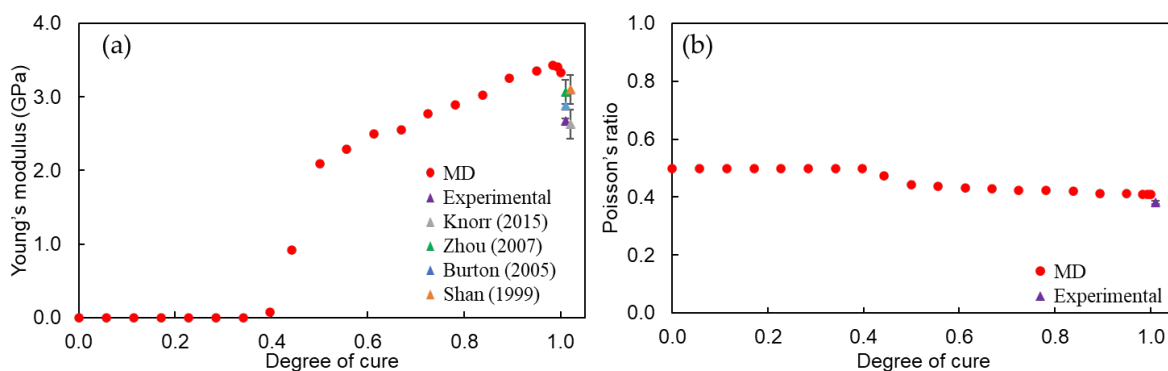 (a)
4.0
3.0
2.0
1.0
0.0
Young's modulus (GPa)
MD
Experimental
Knorr (2015)
Zhou (2007)
Burton (2005)
Shan (1999)
0.0 0.2 0.4 0.6 0.8 1.0
Degree of cure
(b)
1.0
0.8
0.6
0.4
0.2
0.0
Poisson's ratio
MD
Experimental
0.0 0.2 0.4 0.6 0.8 1.0
Degree of cure